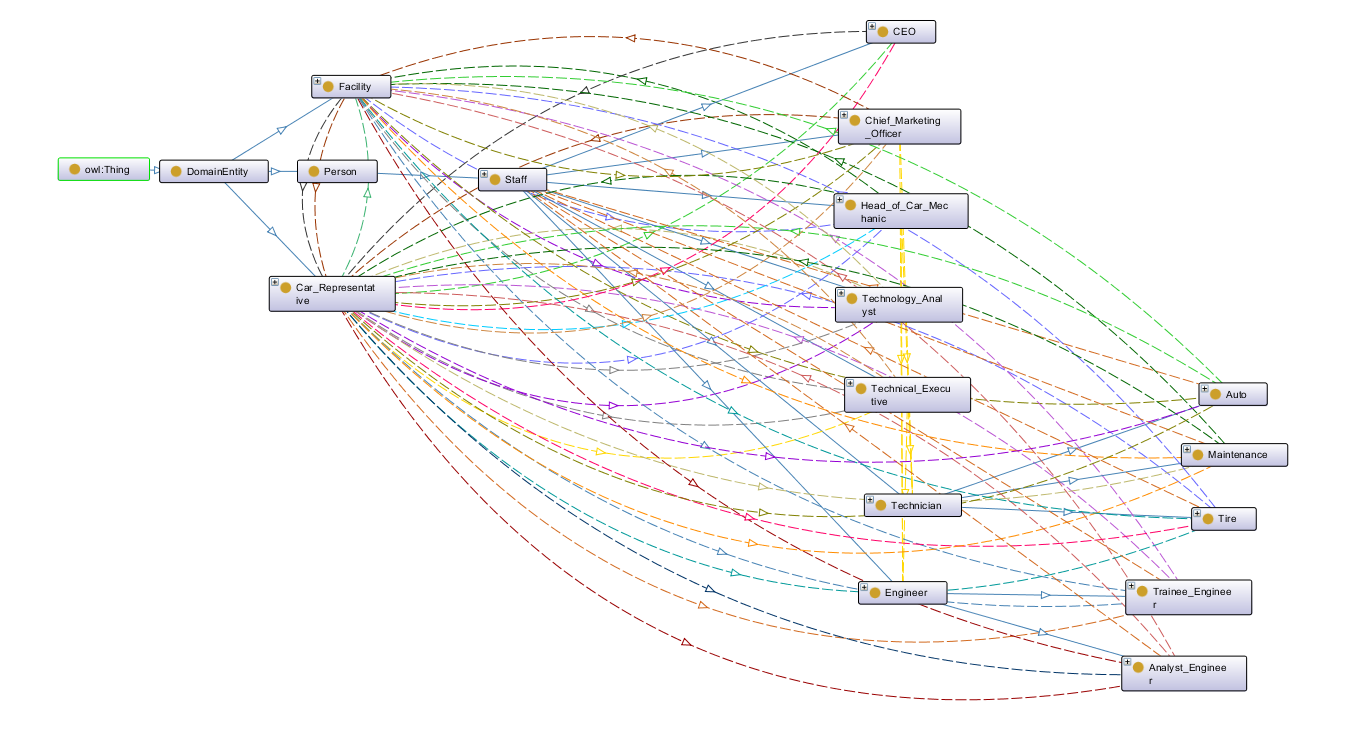 CEO
Facility
Chief_Marketing
_Officer
owl:Thing
DomainEntity
Person
Staff
Head_of_Car_Mec
hanic
Car_Representat
ive
Technology_Anal
yst
Technical_Execu
tive
Auto
Maintenance
Technician
Tire
Engineer
Trainee_Enginee
r
Analyst_Enginee
r